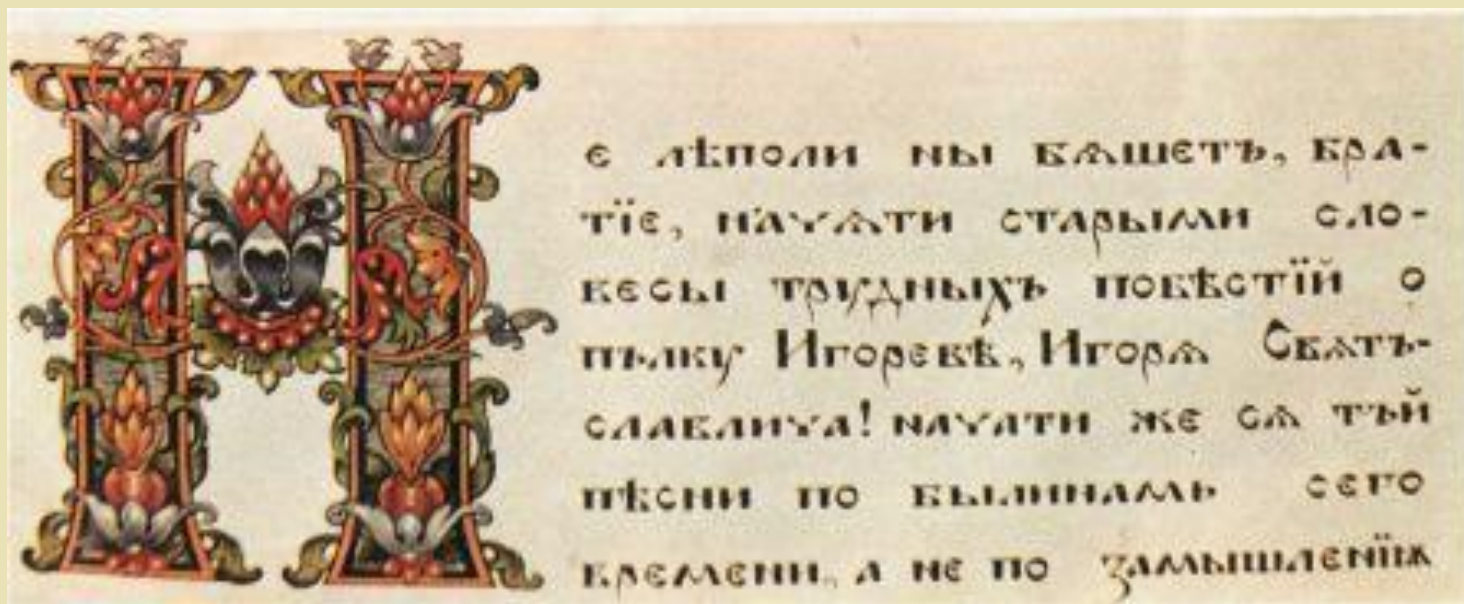 Не лѣполи ны бяшетъ, бра-
тїе, начѧти старыми сло-
весы трудныхъ повѣстїй о
пълку Игоревѣ, Игорѧ Свѧтъ-
славлича! начати же сѧ тъй
пѣсни по былинамь сего
времени, а не по замышленїю